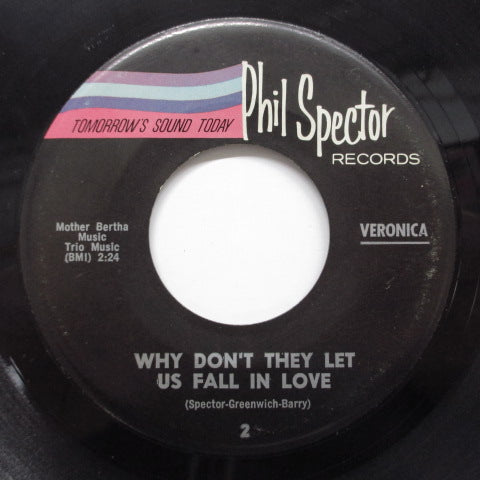 TOMORROW'S SOUND TODAY
Phil Spector
RECORDS
Mother Bertha
Music
Trio Music
(BMI) 2:24
VERONICA
WHY DON'T THEY LET
US FALL IN LOVE
(Spector-Greenwich-Barry)
2